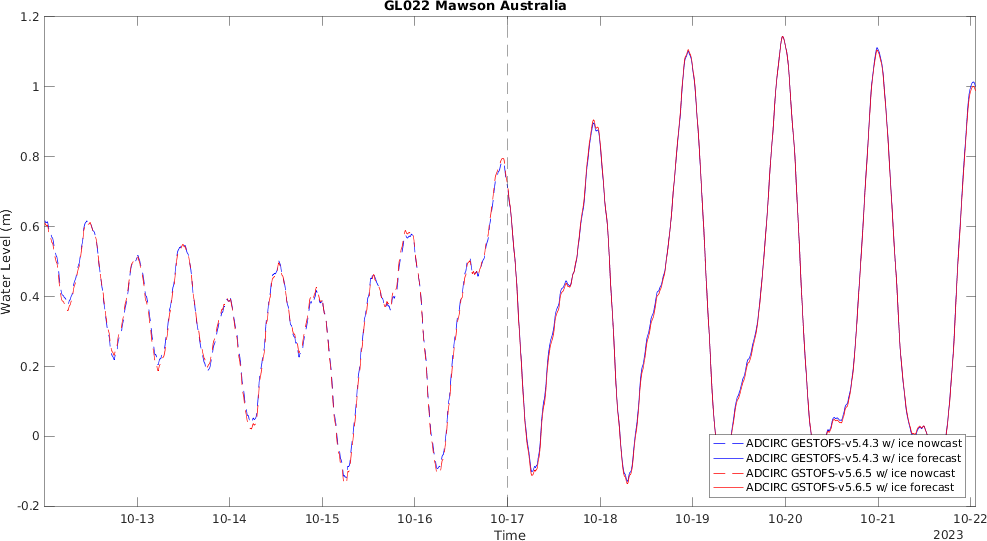 GL022 Mawson Australia
1.2
1
0.8
0.6
0.4
0.2
0
-0.2
Water Level (m)
10-13 10-14 10-15 10-16 10-17 10-18 10-19 10-20 10-21 10-22
Time
2023
ADCIRC GESTOFS-v5.4.3 w/ ice nowcast
ADCIRC GESTOFS-v5.4.3 w/ ice forecast
ADCIRC GSTOFS-v5.6.5 w/ ice nowcast
ADCIRC GSTOFS-v5.6.5 w/ ice forecast